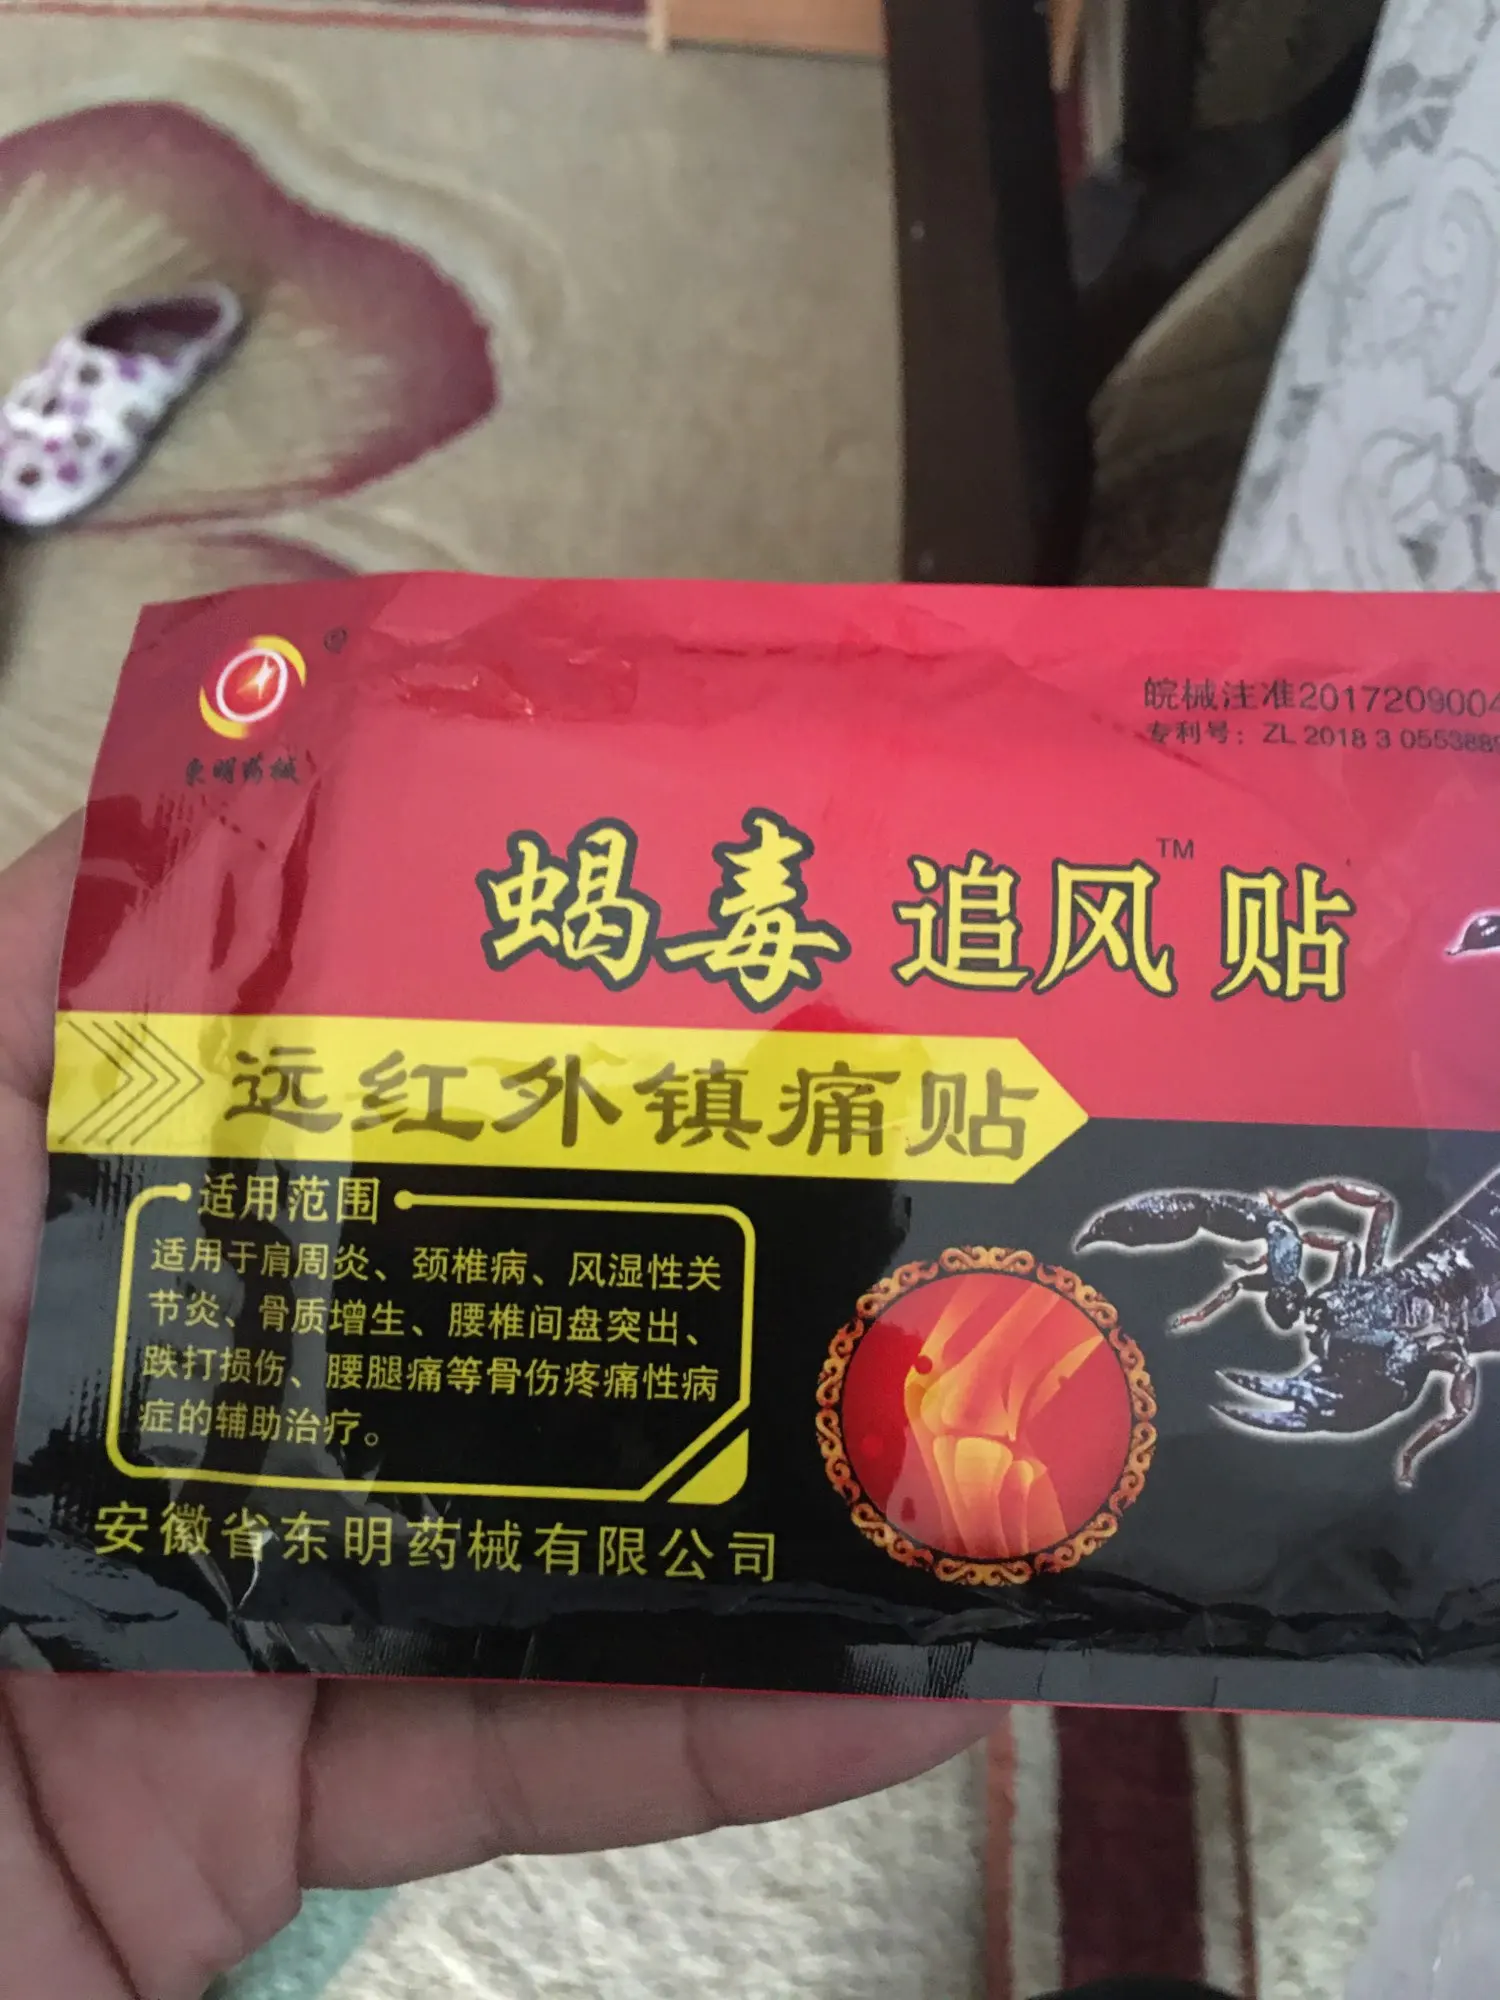 ®
东明药械
皖械注准2017209004
专利号：ZL 2018 3 0553889
蝎毒 追风™ 贴
远红外镇痛贴
适用范围
适用于肩周炎、颈椎病、风湿性关
节炎、骨质增生、腰椎间盘突出、
跌打损伤、腰腿痛等骨伤疼痛性病
症的辅助治疗。
安徽省东明药械有限公司